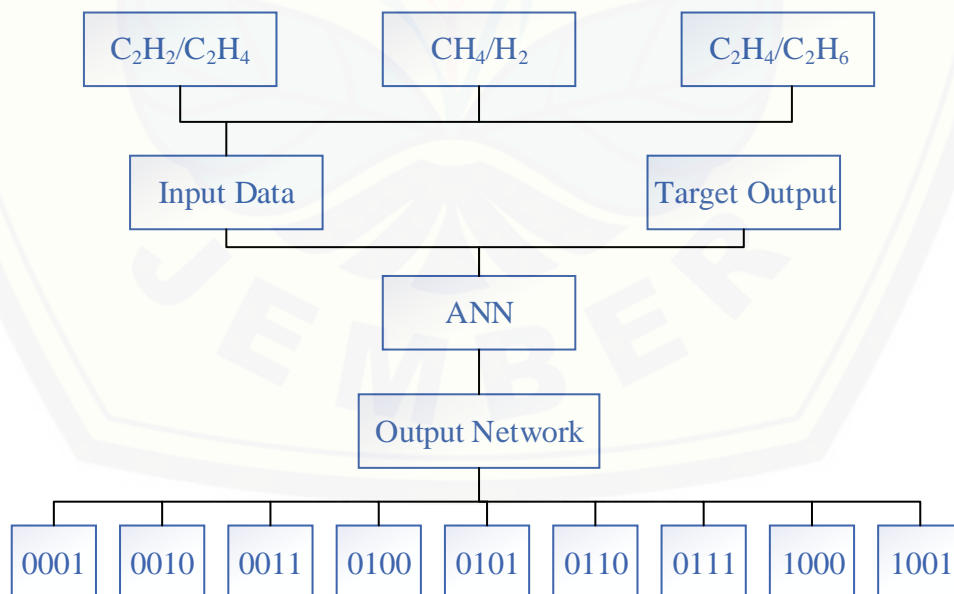 C₂H₂/C₂H₄
CH₄/H₂
C₂H₄/C₂H₆
Input Data
Target Output
JEMBER
ANN
Output Network
0001
0010
0011
0100
0101
0110
0111
1000
1001